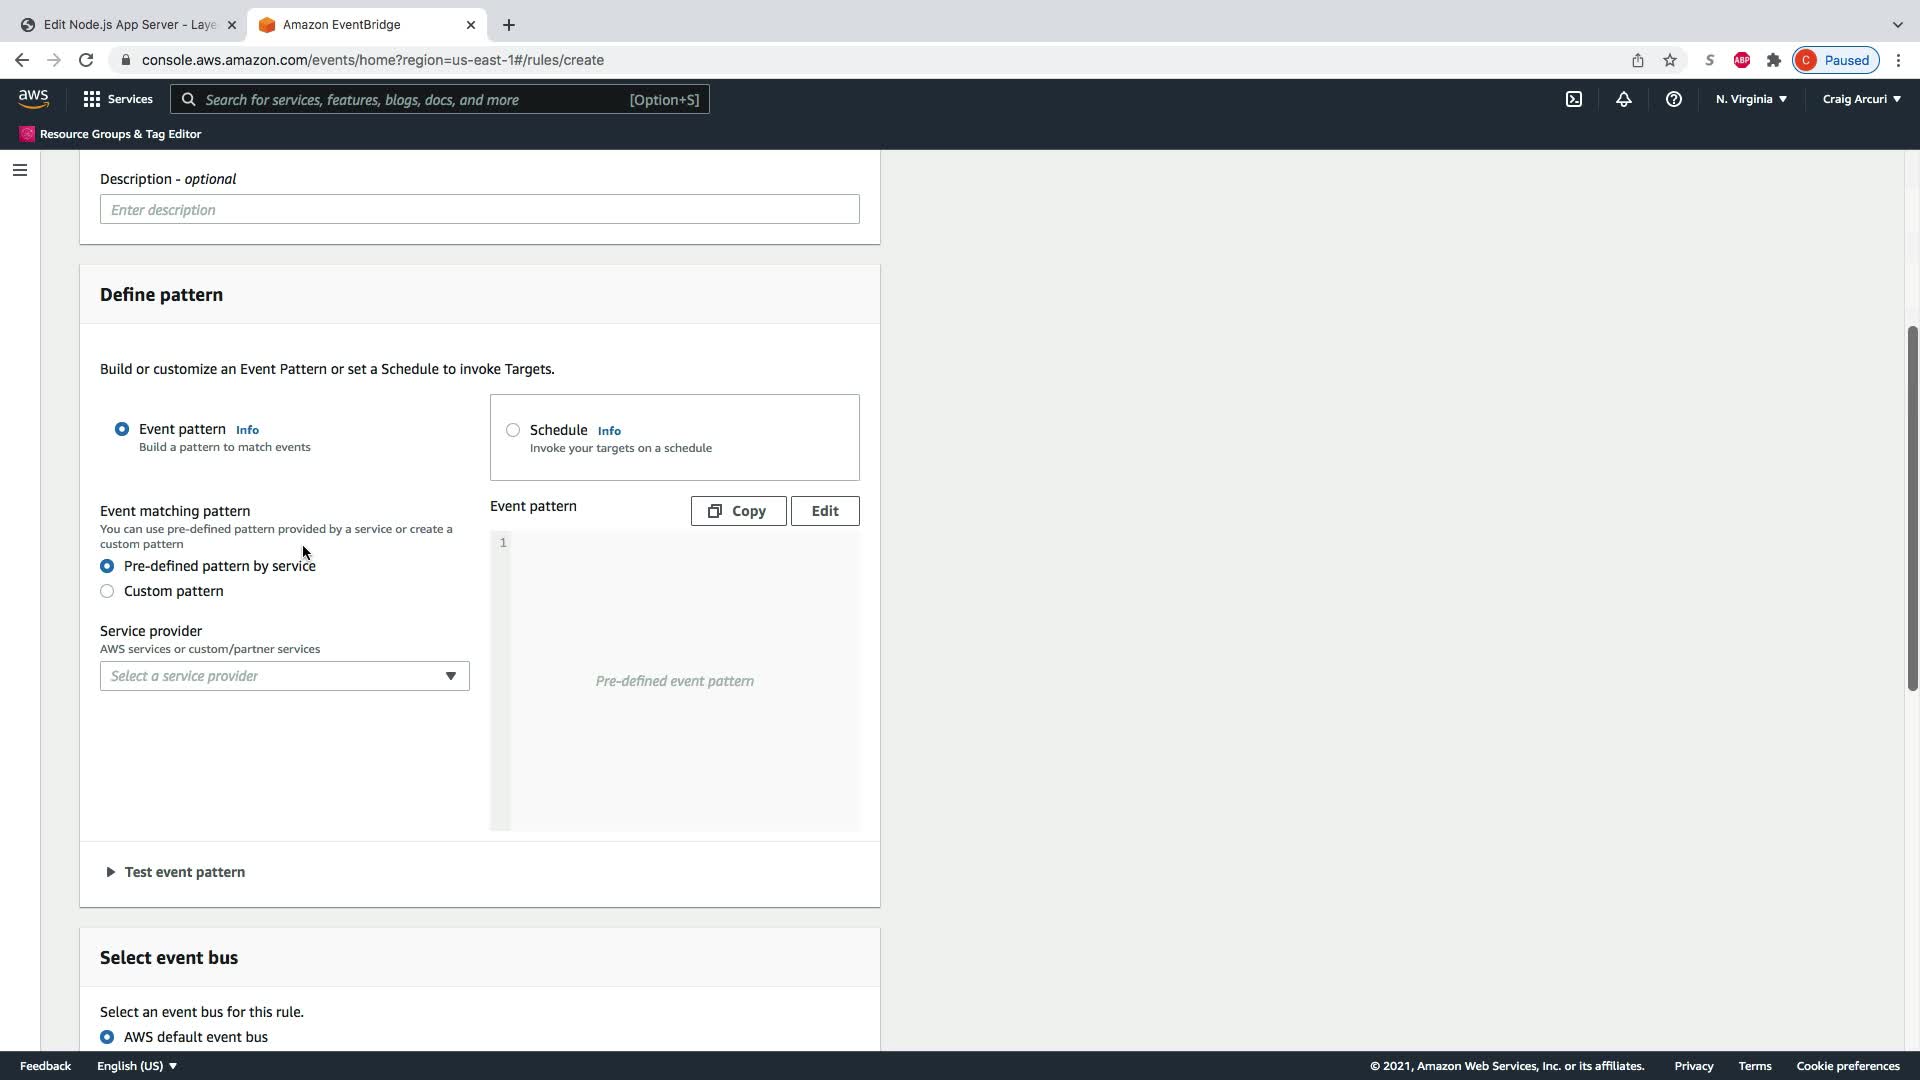 Edit Node.js App Server - Laye
Amazon EventBridge
console.aws.amazon.com/events/home?region=us-east-1#/rules/create
S
ABP
C
Paused
aws
Services
Search for services, features, blogs, docs, and more
[Option+S]
N. Virginia
Craig Arcuri
Resource Groups & Tag Editor
Description - optional
Enter description
Define pattern
Build or customize an Event Pattern or set a Schedule to invoke Targets.
Event pattern Info
Build a pattern to match events
Schedule Info
Invoke your targets on a schedule
Event matching pattern
You can use pre-defined pattern provided by a service or create a
custom pattern
Pre-defined pattern by service
Custom pattern
Service provider
AWS services or custom/partner services
Select a service provider
Event pattern
Copy
Edit
1
Pre-defined event pattern
Test event pattern
Select event bus
Select an event bus for this rule.
AWS default event bus
Feedback
English (US)
© 2021, Amazon Web Services, Inc. or its affiliates.
Privacy
Terms
Cookie preferences